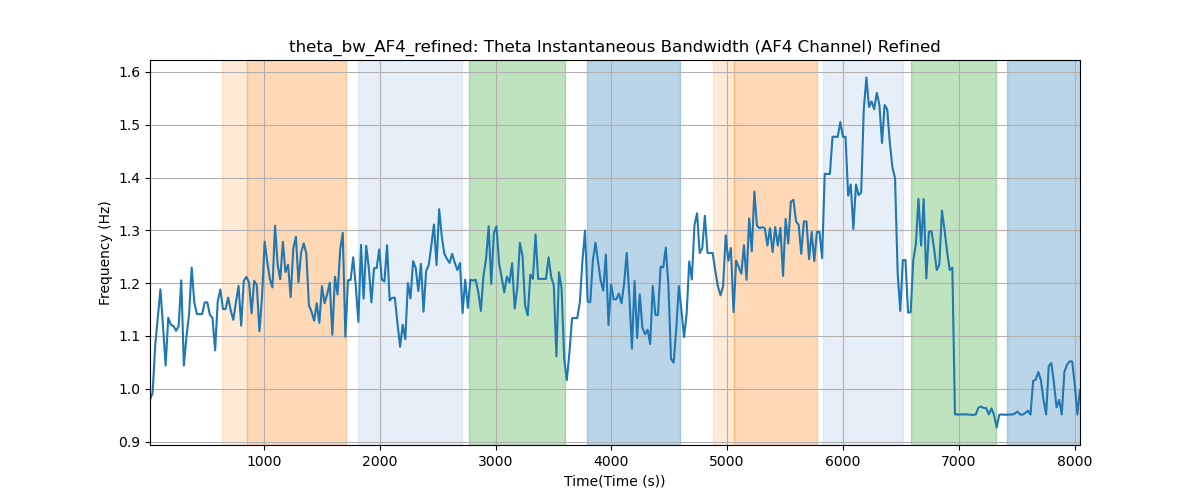 theta_bw_AF4_refined: Theta Instantaneous Bandwidth (AF4 Channel) Refined
1.6
1.5
1.4
1.3
1.2
1.1
1.0
0.9
Frequency (Hz)
1000 2000 3000 4000 5000 6000 7000 8000
Time(Time (s))